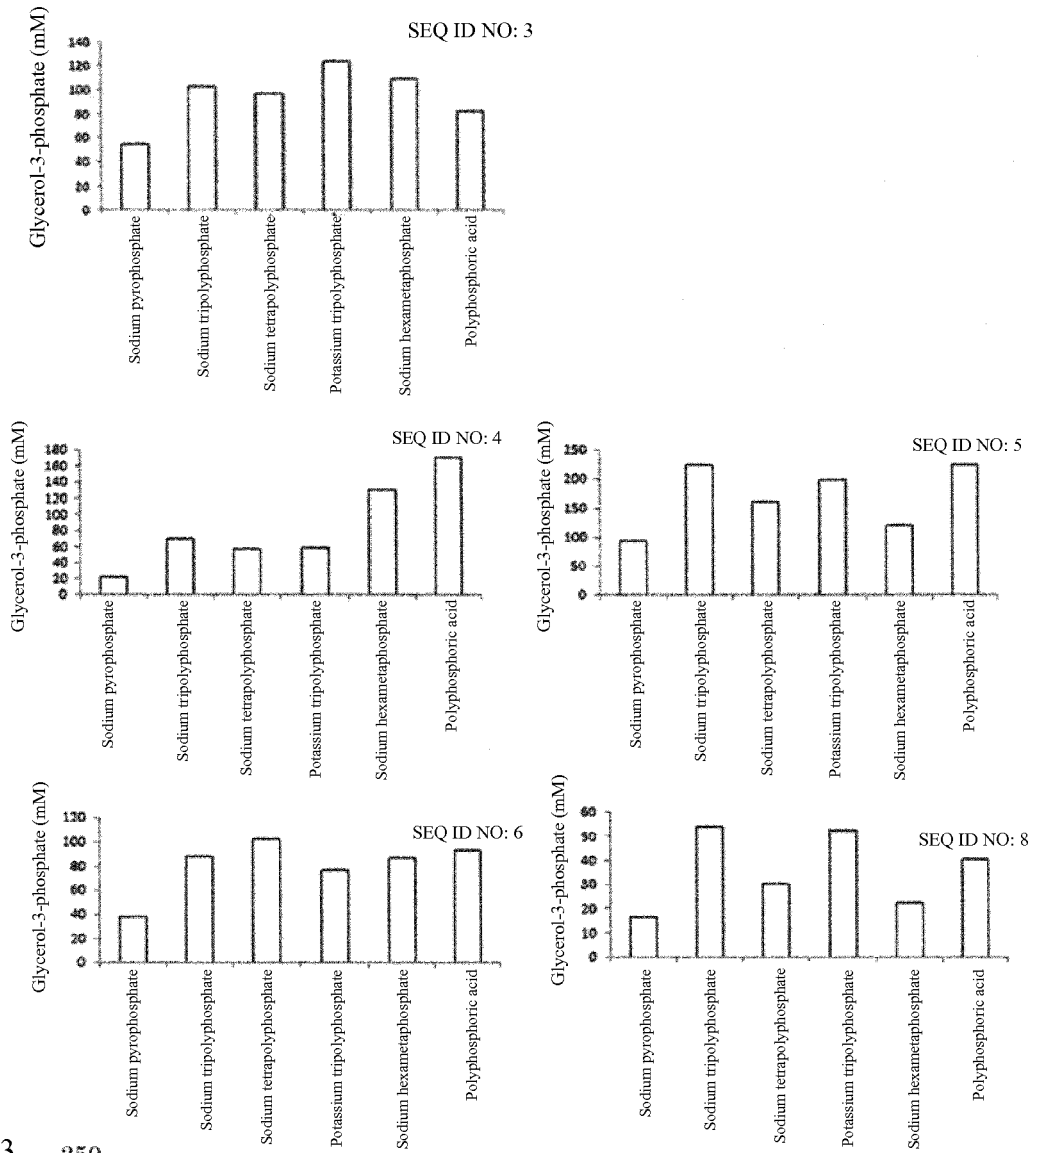 SEQ ID NO: 3
Glycerol-3-phosphate (mM)
140
120
100
80
60
40
20
0
Sodium pyrophosphate
Sodium tripolyphosphate
Sodium tetrapolyphosphate
Potassium tripolyphosphate
Sodium hexametaphosphate
Polyphosphoric acid
SEQ ID NO: 4
Glycerol-3-phosphate (mM)
180
160
140
120
100
80
60
40
20
0
Sodium pyrophosphate
Sodium tripolyphosphate
Sodium tetrapolyphosphate
Potassium tripolyphosphate
Sodium hexametaphosphate
Polyphosphoric acid
SEQ ID NO: 5
Glycerol-3-phosphate (mM)
250
200
150
100
50
0
Sodium pyrophosphate
Sodium tripolyphosphate
Sodium tetrapolyphosphate
Potassium tripolyphosphate
Sodium hexametaphosphate
Polyphosphoric acid
SEQ ID NO: 6
Glycerol-3-phosphate (mM)
120
100
80
60
40
20
0
Sodium pyrophosphate
Sodium tripolyphosphate
Sodium tetrapolyphosphate
Potassium tripolyphosphate
Sodium hexametaphosphate
Polyphosphoric acid
SEQ ID NO: 8
Glycerol-3-phosphate (mM)
60
50
40
30
20
10
0
Sodium pyrophosphate
Sodium tripolyphosphate
Sodium tetrapolyphosphate
Potassium tripolyphosphate
Sodium hexametaphosphate
Polyphosphoric acid
3